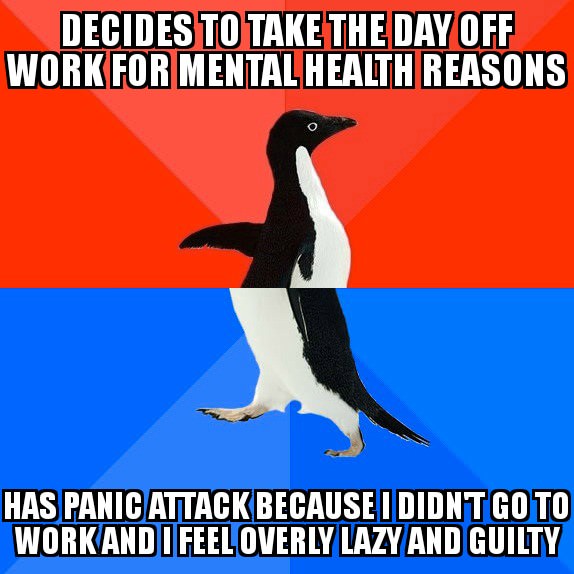 DECIDES TO TAKE THE DAY OFF
WORK FOR MENTAL HEALTH REASONS
HAS PANIC ATTACK BECAUSE I DIDN'T GO TO
WORK AND I FEEL OVERLY LAZY AND GUILTY